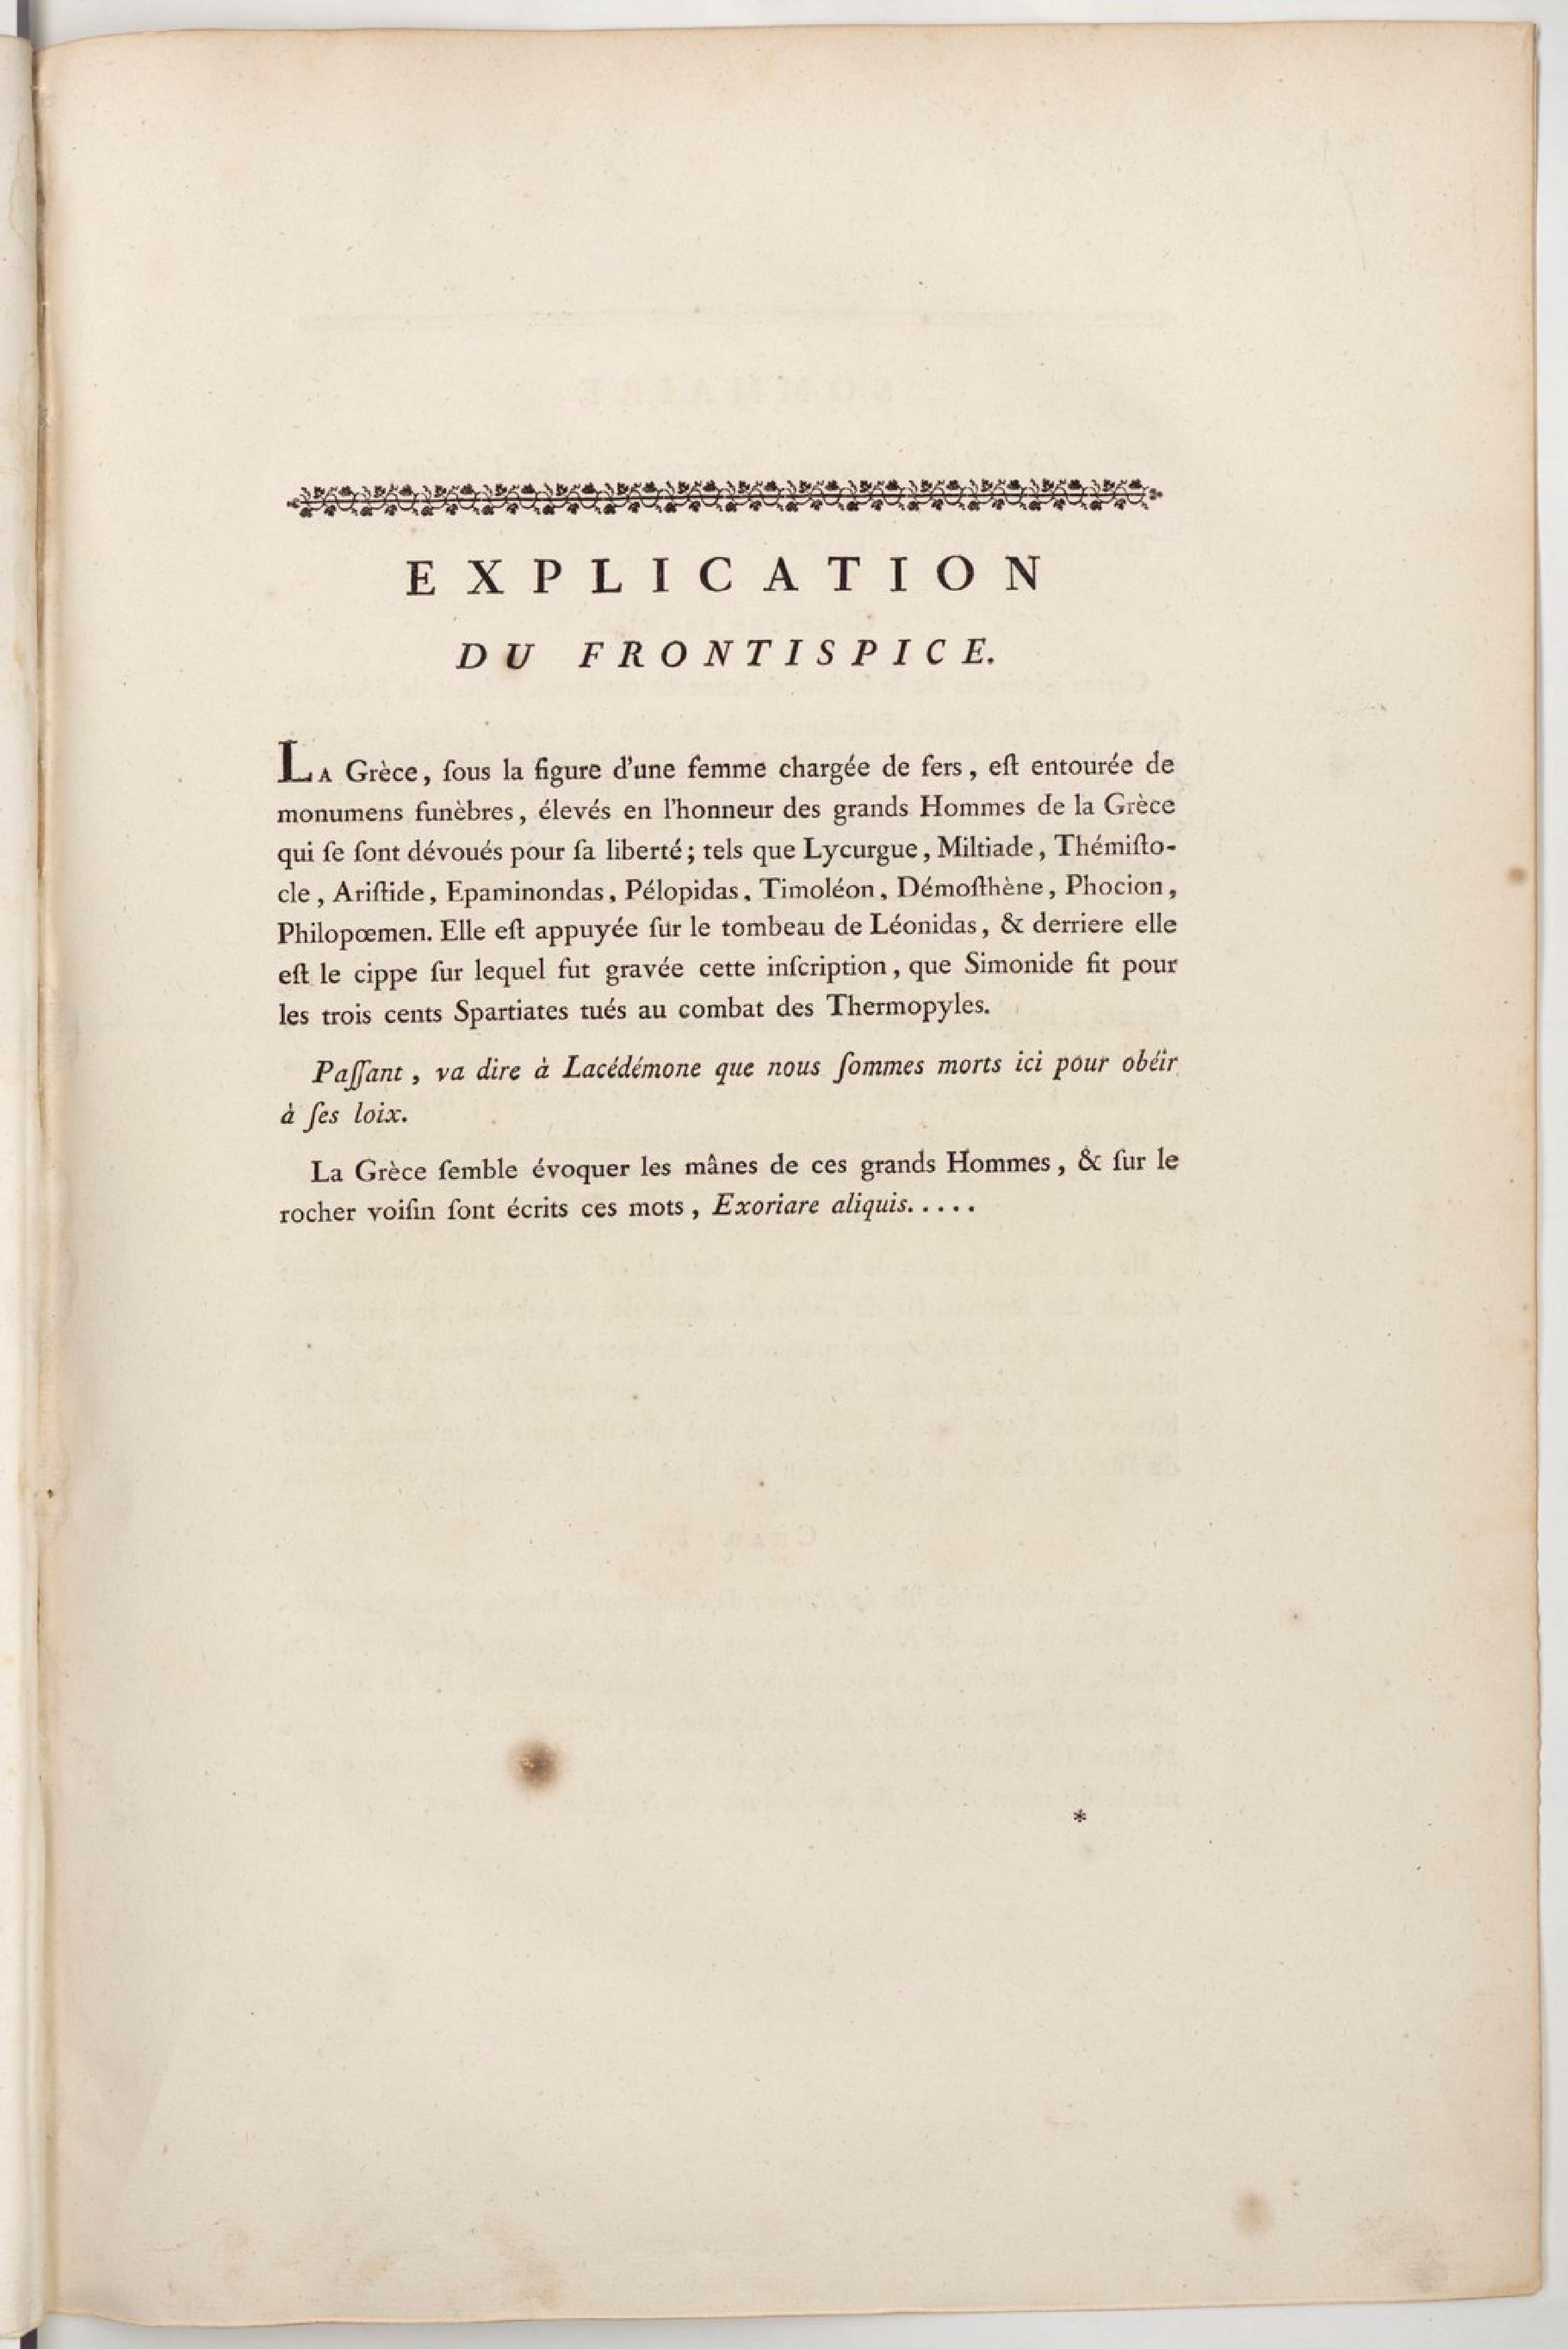 EXPLICATION
DU FRONTISPICE.
LA Grèce, ſous la figure d'une femme chargée de fers, eſt entourée de
monumens funèbres, élevés en l'honneur des grands Hommes de la Grèce
qui ſe ſont dévoués pour ſa liberté; tels que Lycurgue, Miltiade, Thémiſto-
cle, Ariſtide, Epaminondas, Pélopidas, Timoléon, Démoſthène, Phocion,
Philopœmen. Elle eſt appuyée ſur le tombeau de Léonidas, & derriere elle
eſt le cippe ſur lequel fut gravée cette inſcription, que Simonide fit pour
les trois cents Spartiates tués au combat des Thermopyles.
Paſſant, va dire à Lacédémone que nous ſommes morts ici pour obéir
à ſes loix.
La Grèce ſemble évoquer les mânes de ces grands Hommes, & ſur le
rocher voiſin ſont écrits ces mots, Exoriare aliquis.....
*